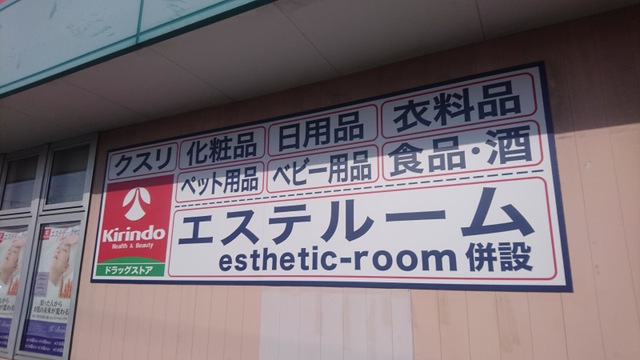 クスリ
化粧品
日用品
衣料品
ペット用品
ベビー用品
食品・酒
Kirindo
Health & Beauty
ドラッグストア
エステルーム
esthetic-room 併設